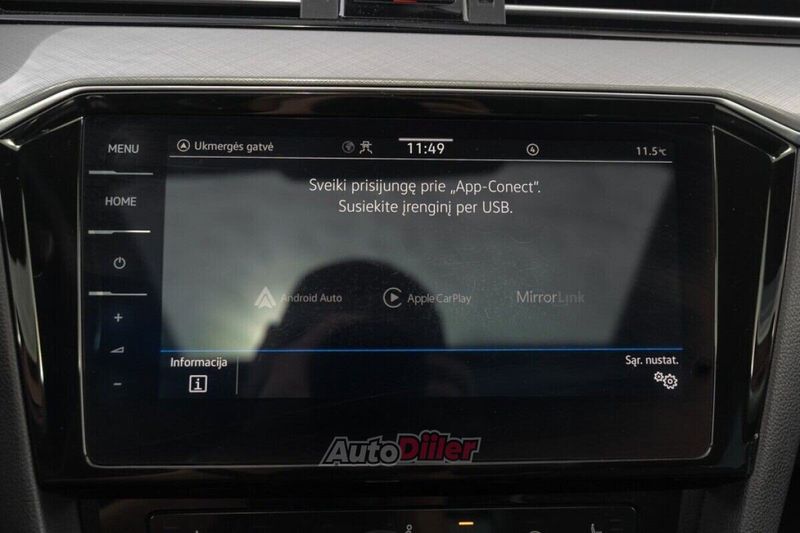 MENU
Ukmergės gatvė
11:49
4
11.5°C
HOME
Sveiki prisijungę prie „App-Conect“.
Susiekite įrenginį per USB.
Android Auto
Apple CarPlay
MirrorLink
Informacija
Sąr. nustat.
AutoDiiler